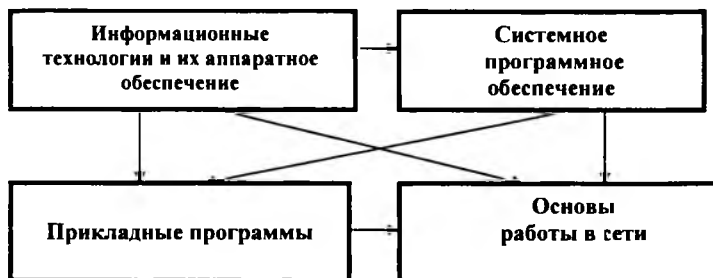 Информационные
технологии и их аппаратное
обеспечение
Системное
программное
обеспечение
Прикладные программы
Основы
работы в сети